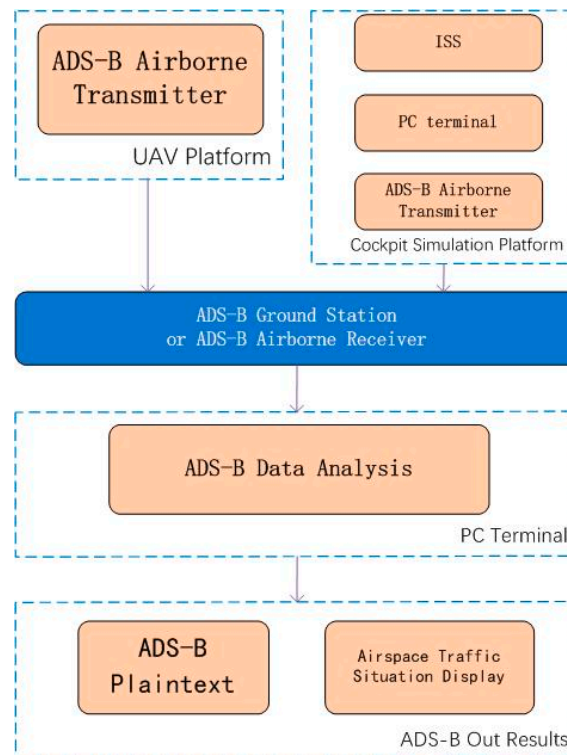 ADS-B Airborne
Transmitter
UAV Platform
ISS
PC terminal
ADS-B Airborne
Transmitter
Cockpit Simulation Platform
ADS-B Ground Station
or ADS-B Airborne Receiver
ADS-B Data Analysis
PC Terminal
ADS-B
Plaintext
Airspace Traffic
Situation Display
ADS-B Out Results